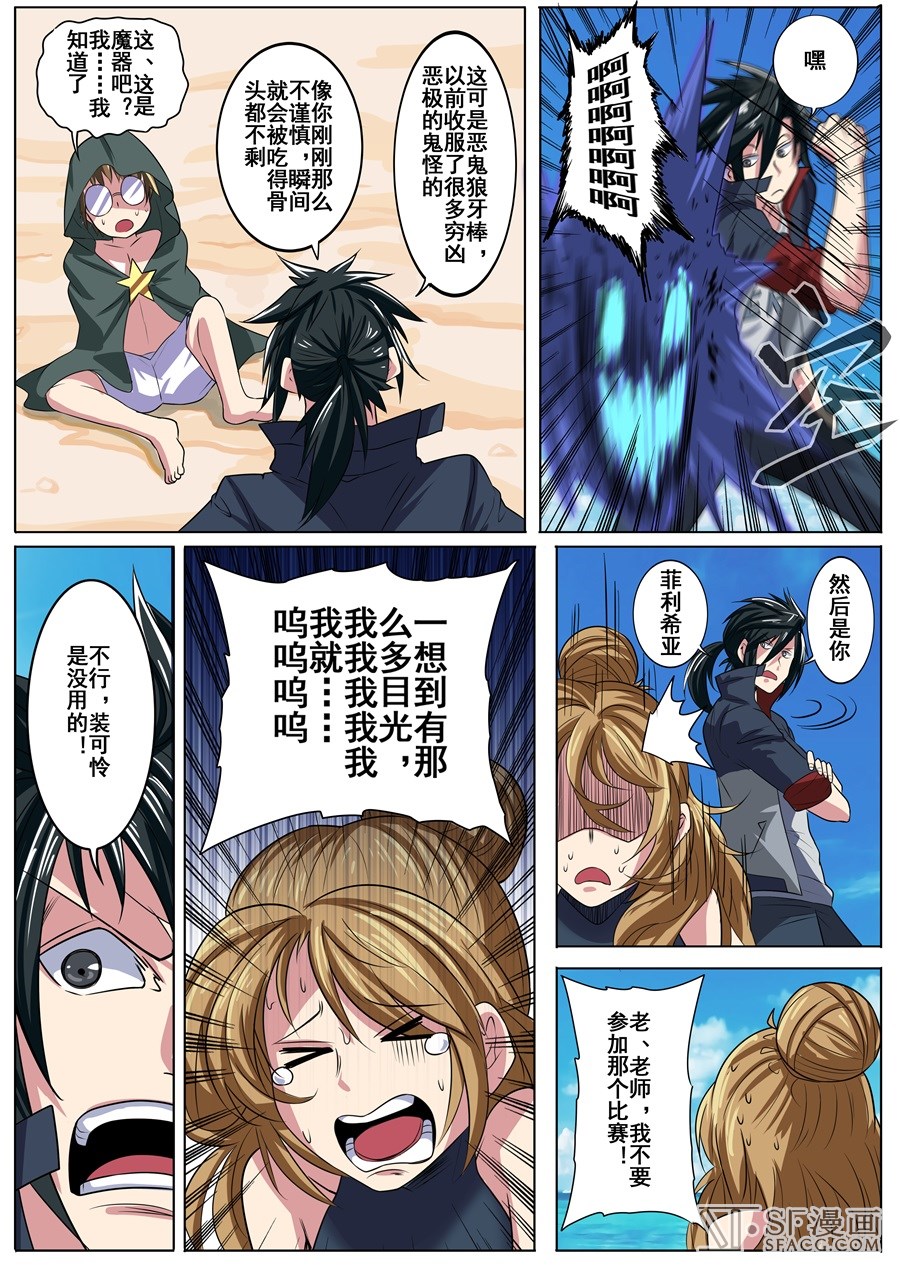 嘿
啊啊啊啊啊啊
这可是恶鬼狼牙棒，
以前收服了很多穷凶
恶极的鬼怪的
像你刚刚那么
不谨慎，瞬间
就会被吃得骨
头都不剩
这、这是
魔器吧？
我……我
知道了
然后是你
菲利希亚
老、老师，我不要
参加那个比赛！
一想到有那
么多目光，
我我我我我
我就……
呜呜呜呜
不行，装可怜
是没用的！
SF漫画
SFACG.COM